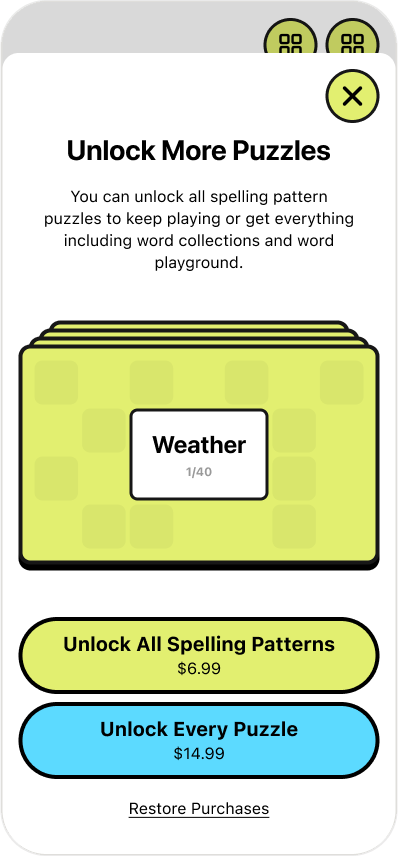 Unlock More Puzzles
You can unlock all spelling pattern
puzzles to keep playing or get everything
including word collections and word
playground.
Weather
1/40
Unlock All Spelling Patterns
$6.99
Unlock Every Puzzle
$14.99
Restore Purchases